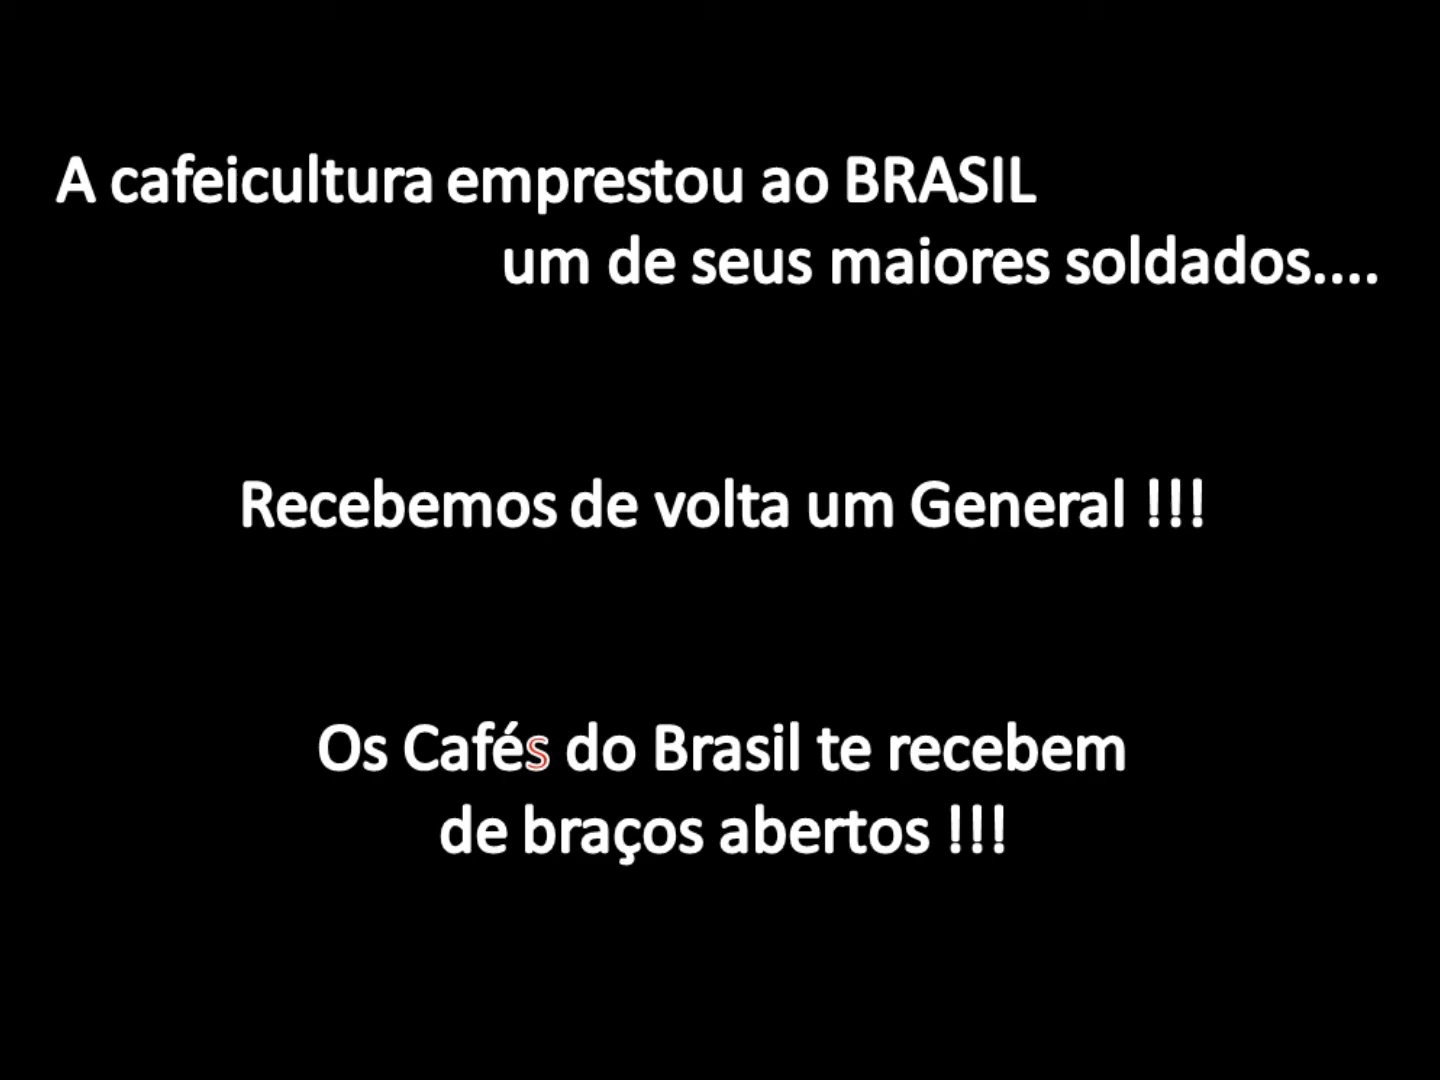 A cafeicultura emprestou ao BRASIL
um de seus maiores soldados....
Recebemos de volta um General !!!
Os Cafés do Brasil te recebem
de braços abertos !!!